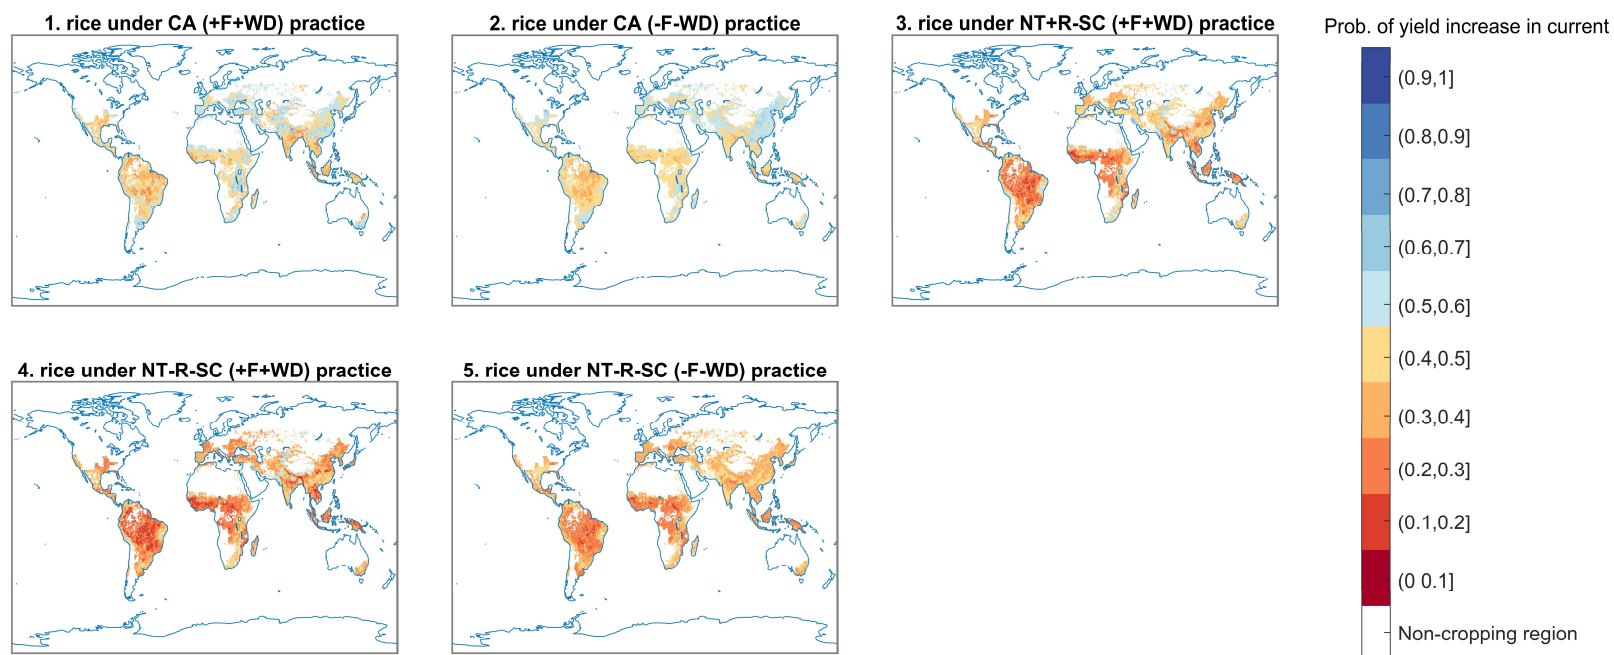 1. rice under CA (+F+WD) practice
2. rice under CA (-F-WD) practice
3. rice under NT+R-SC (+F+WD) practice
Prob. of yield increase in current
(0.9,1]
(0.8,0.9]
(0.7,0.8]
(0.6,0.7]
(0.5,0.6]
(0.4,0.5]
(0.3,0.4]
(0.2,0.3]
(0.1,0.2]
(0 0.1]
Non-cropping region
4. rice under NT-R-SC (+F+WD) practice
5. rice under NT-R-SC (-F-WD) practice